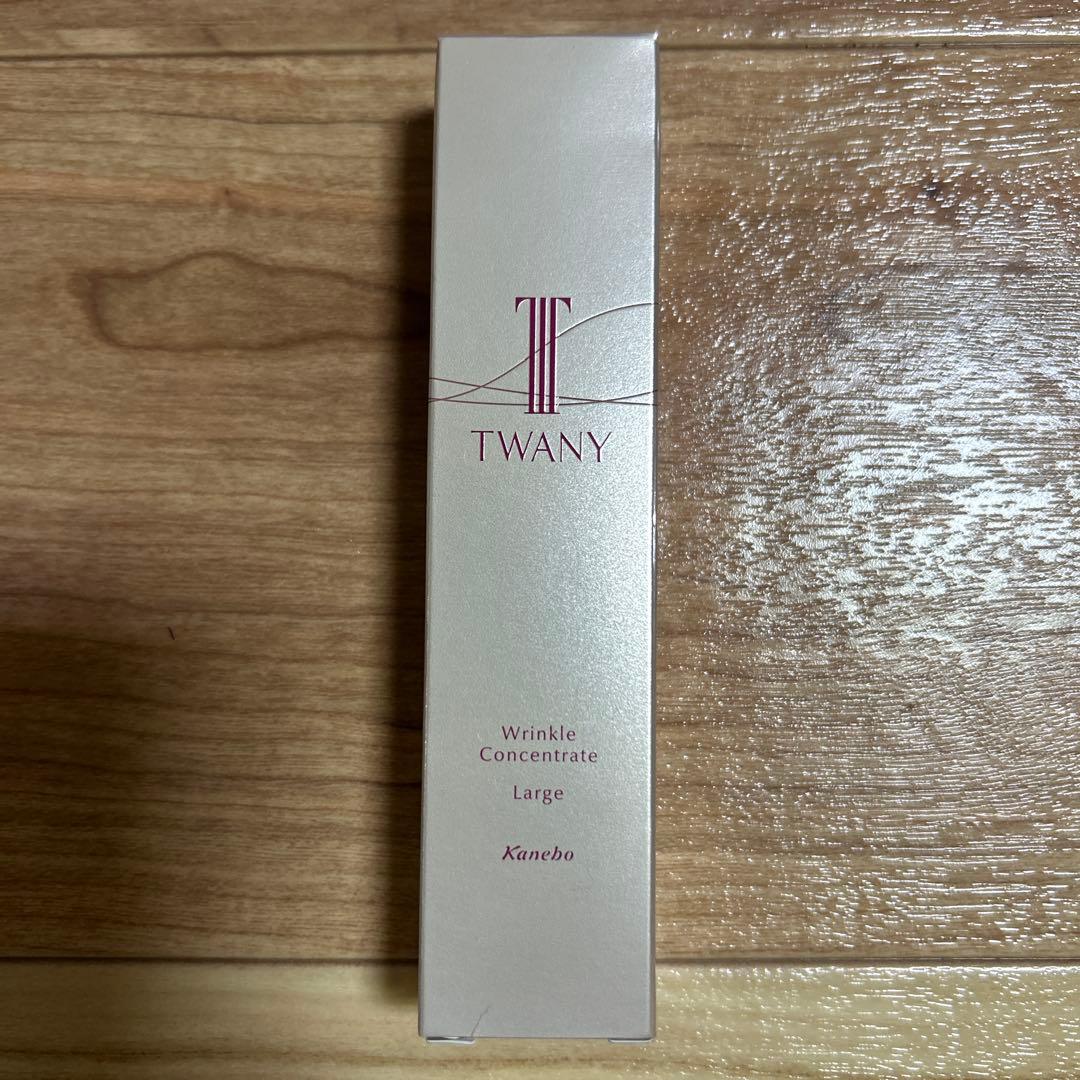 T
TWANY
Wrinkle
Concentrate
Large
Kanebo